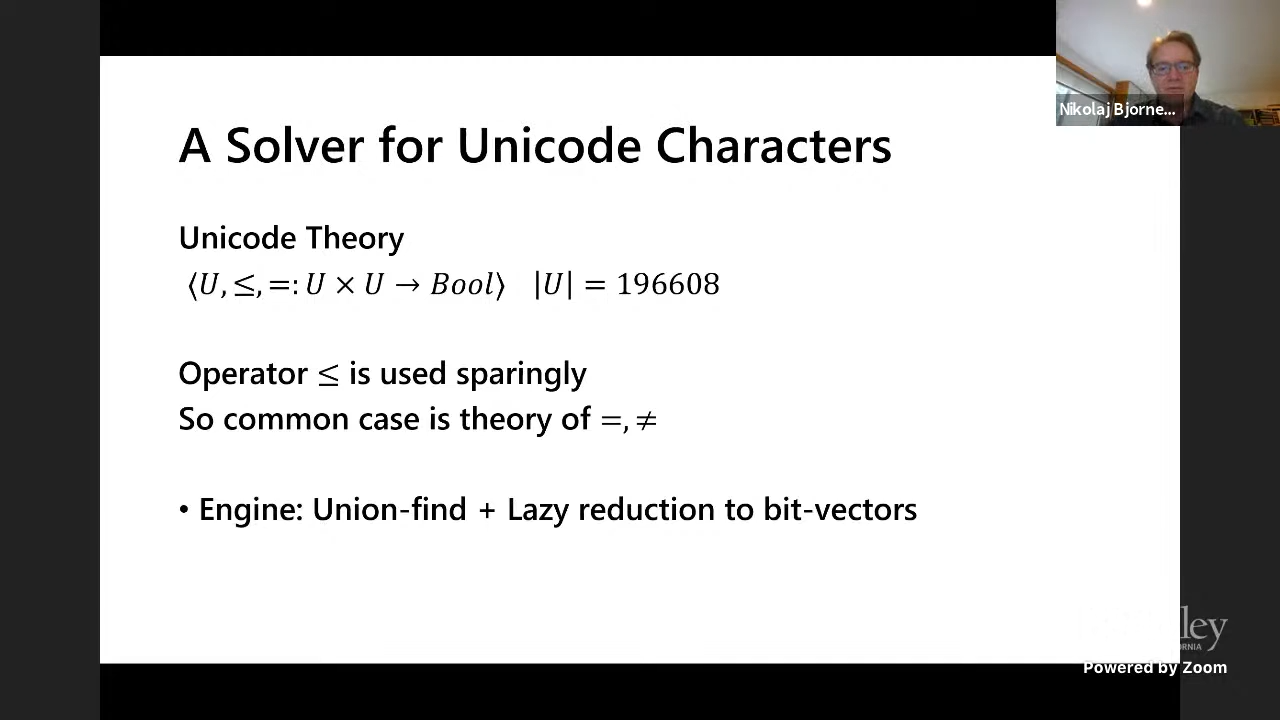 Nikolaj Bjorne...
A Solver for Unicode Characters
Unicode Theory
⟨U, ≤, =: U × U → Bool⟩ |U| = 196608
Operator ≤ is used sparingly
So common case is theory of =, ≠
• Engine: Union-find + Lazy reduction to bit-vectors
Powered by Zoom